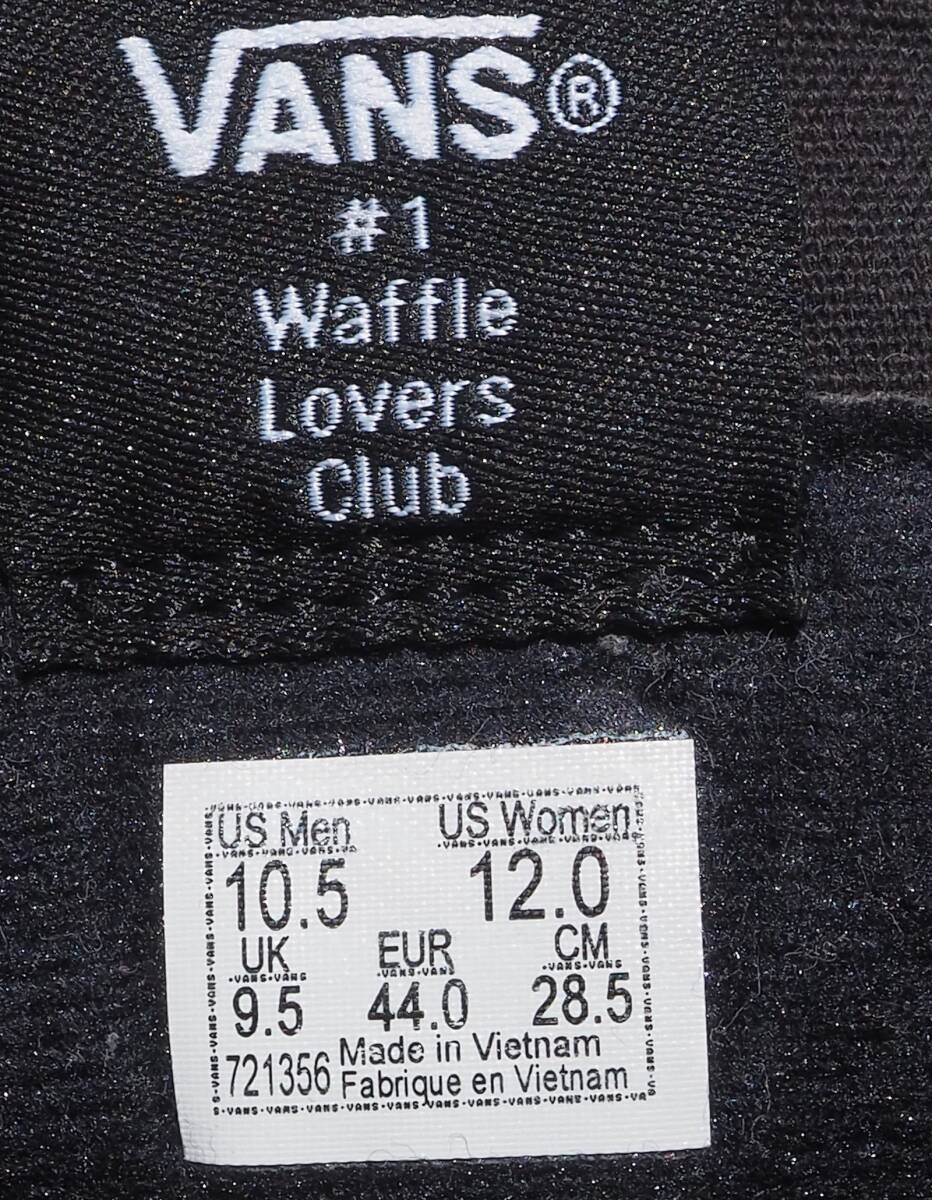 VANS®
#1
Waffle
Lovers
Club
US Men US Women
10.5 12.0
UK EUR CM
9.5 44.0 28.5
721356 Made in Vietnam
Fabrique en Vietnam